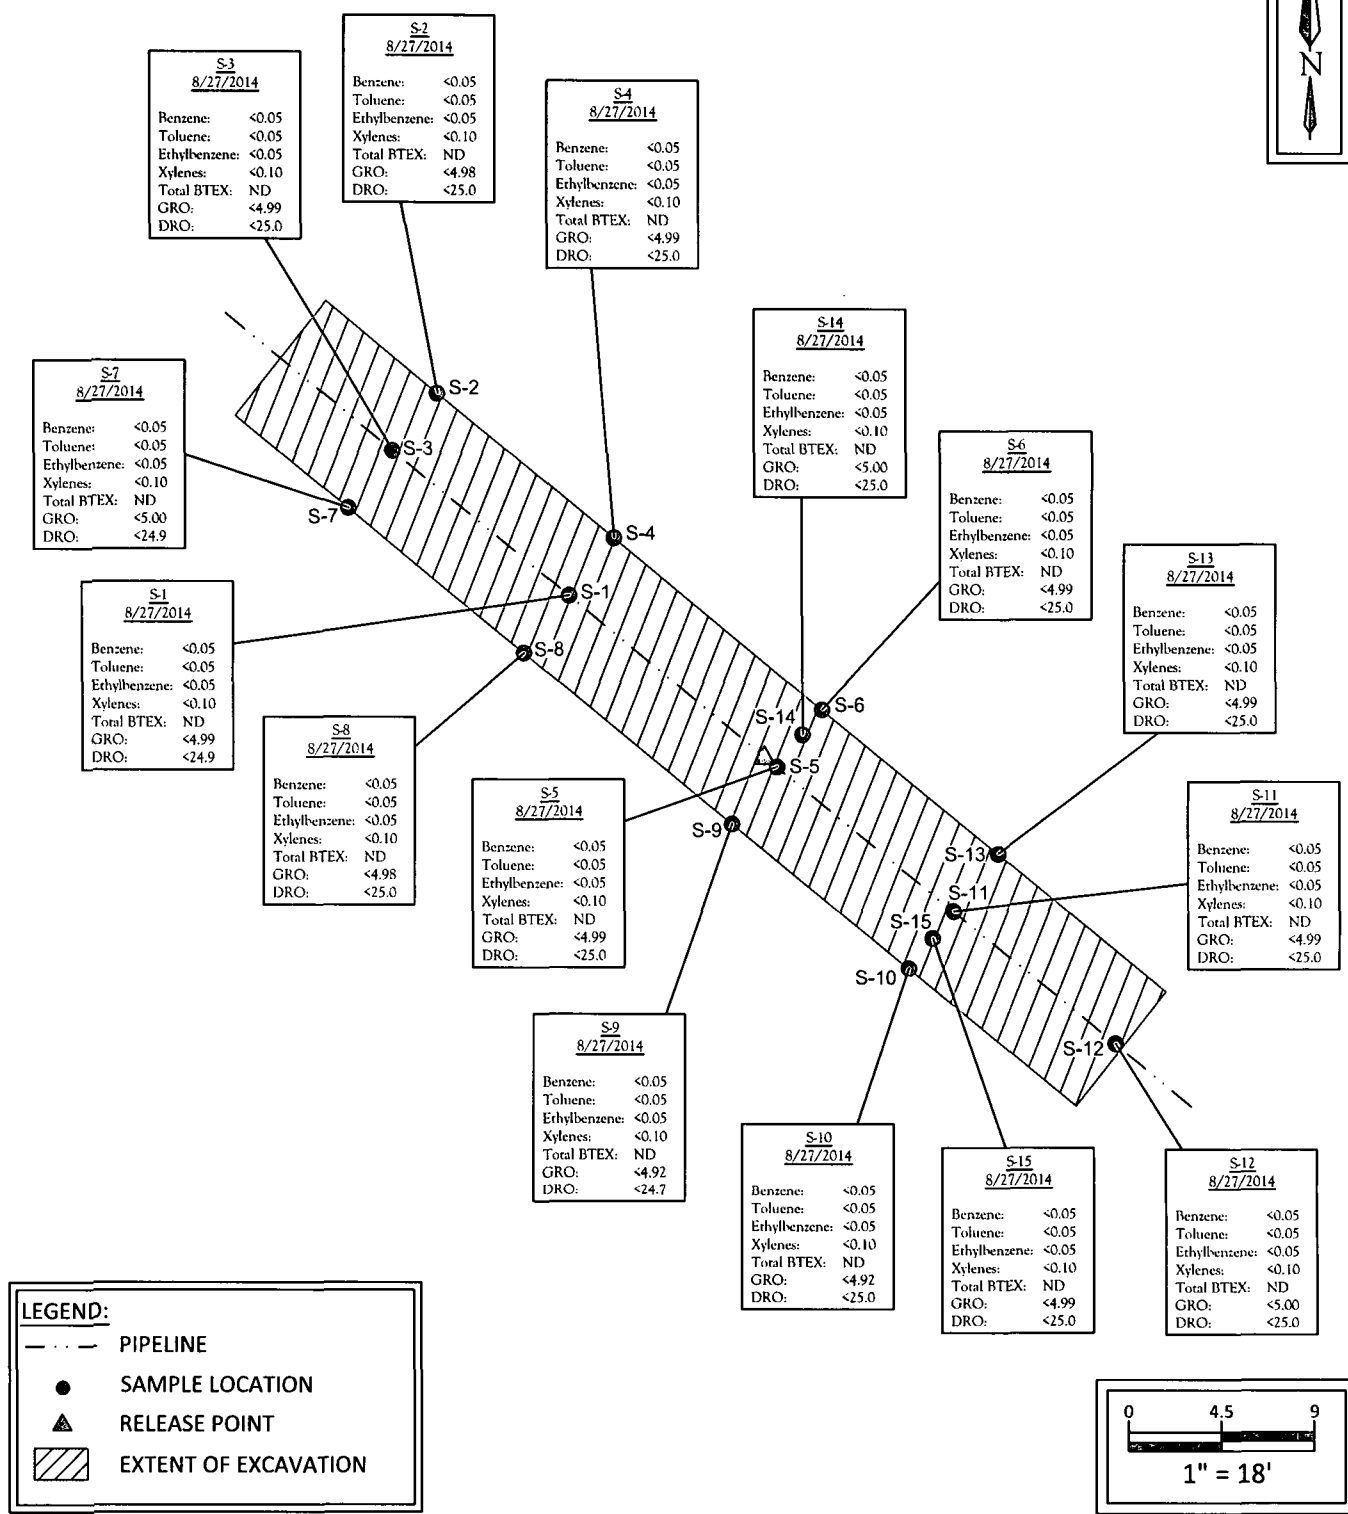 N
S-2
8/27/2014
Benzene: <0.05
Toluene: <0.05
Ethylbenzene: <0.05
Xylenes: <0.10
Total BTEX: ND
GRO: <4.98
DRO: <25.0
S-3
8/27/2014
Benzene: <0.05
Toluene: <0.05
Ethylbenzene: <0.05
Xylenes: <0.10
Total BTEX: ND
GRO: <4.99
DRO: <25.0
S-4
8/27/2014
Benzene: <0.05
Toluene: <0.05
Ethylbenzene: <0.05
Xylenes: <0.10
Total BTEX: ND
GRO: <4.99
DRO: <25.0
S-14
8/27/2014
Benzene: <0.05
Toluene: <0.05
Ethylbenzene: <0.05
Xylenes: <0.10
Total BTEX: ND
GRO: <5.00
DRO: <25.0
S-7
8/27/2014
Benzene: <0.05
Toluene: <0.05
Ethylbenzene: <0.05
Xylenes: <0.10
Total BTEX: ND
GRO: <5.00
DRO: <24.9
S-6
8/27/2014
Benzene: <0.05
Toluene: <0.05
Ethylbenzene: <0.05
Xylenes: <0.10
Total BTEX: ND
GRO: <4.99
DRO: <25.0
S-13
8/27/2014
Benzene: <0.05
Toluene: <0.05
Ethylbenzene: <0.05
Xylenes: <0.10
Total BTEX: ND
GRO: <4.99
DRO: <25.0
S-1
8/27/2014
Benzene: <0.05
Toluene: <0.05
Ethylbenzene: <0.05
Xylenes: <0.10
Total BTEX: ND
GRO: <4.99
DRO: <24.9
S-8
8/27/2014
Benzene: <0.05
Toluene: <0.05
Ethylbenzene: <0.05
Xylenes: <0.10
Total BTEX: ND
GRO: <4.98
DRO: <25.0
S-5
8/27/2014
Benzene: <0.05
Toluene: <0.05
Ethylbenzene: <0.05
Xylenes: <0.10
Total BTEX: ND
GRO: <4.99
DRO: <25.0
S-11
8/27/2014
Benzene: <0.05
Toluene: <0.05
Ethylbenzene: <0.05
Xylenes: <0.10
Total BTEX: ND
GRO: <4.99
DRO: <25.0
S-9
8/27/2014
Benzene: <0.05
Toluene: <0.05
Ethylbenzene: <0.05
Xylenes: <0.10
Total BTEX: ND
GRO: <4.92
DRO: <24.7
S-10
8/27/2014
Benzene: <0.05
Toluene: <0.05
Ethylbenzene: <0.05
Xylenes: <0.10
Total BTEX: ND
GRO: <4.92
DRO: <25.0
S-15
8/27/2014
Benzene: <0.05
Toluene: <0.05
Ethylbenzene: <0.05
Xylenes: <0.10
Total BTEX: ND
GRO: <4.99
DRO: <25.0
S-12
8/27/2014
Benzene: <0.05
Toluene: <0.05
Ethylbenzene: <0.05
Xylenes: <0.10
Total BTEX: ND
GRO: <5.00
DRO: <25.0
S-2
S-3
S-7
S-4
S-1
S-8
S-6
S-14
S-5
S-9
S-13
S-11
S-15
S-10
S-12
LEGEND:
PIPELINE
SAMPLE LOCATION
RELEASE POINT
EXTENT OF EXCAVATION
0 4.5 9
1" = 18'